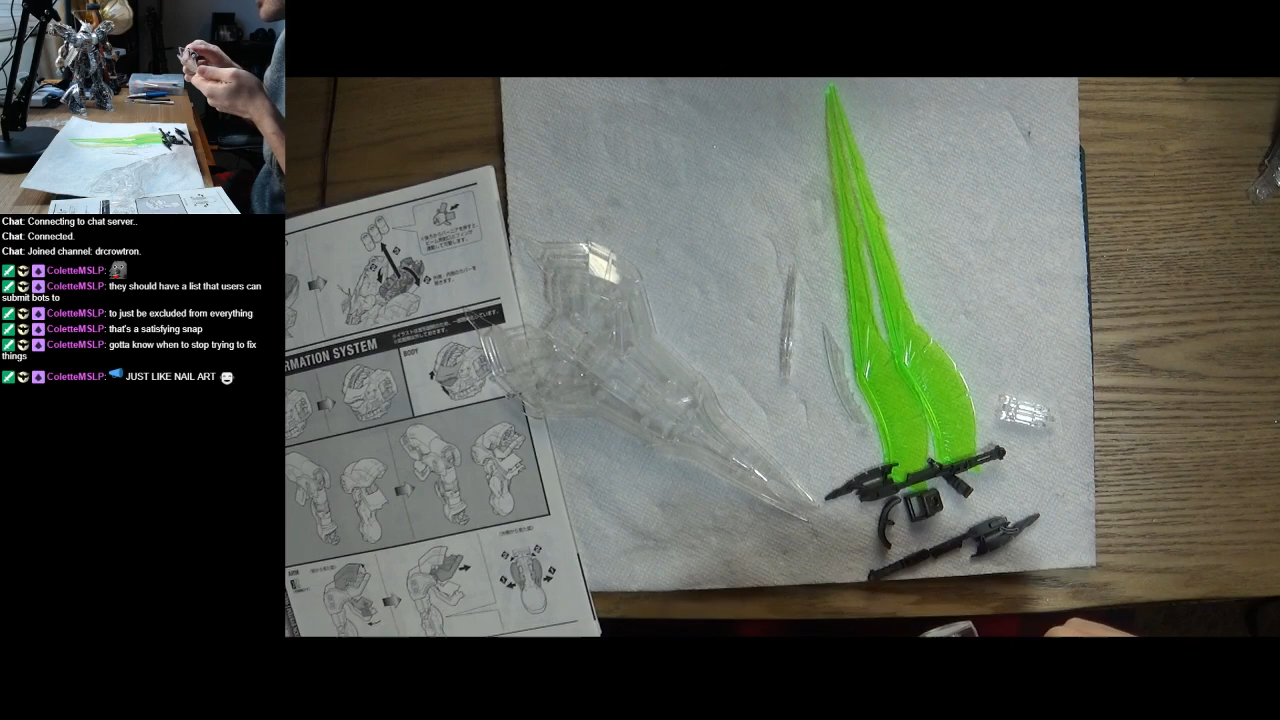 Chat: Connecting to chat server..
Chat: Connected.
Chat: Joined channel: drcrowtron.
ColetteMSLP:
ColetteMSLP: they should have a list that users can
submit bots to
ColetteMSLP: to just be excluded from everything
ColetteMSLP: that's a satisfying snap
ColetteMSLP: gotta know when to stop trying to fix
things
ColetteMSLP: JUST LIKE NAIL ART
RMATION SYSTEM
BODY